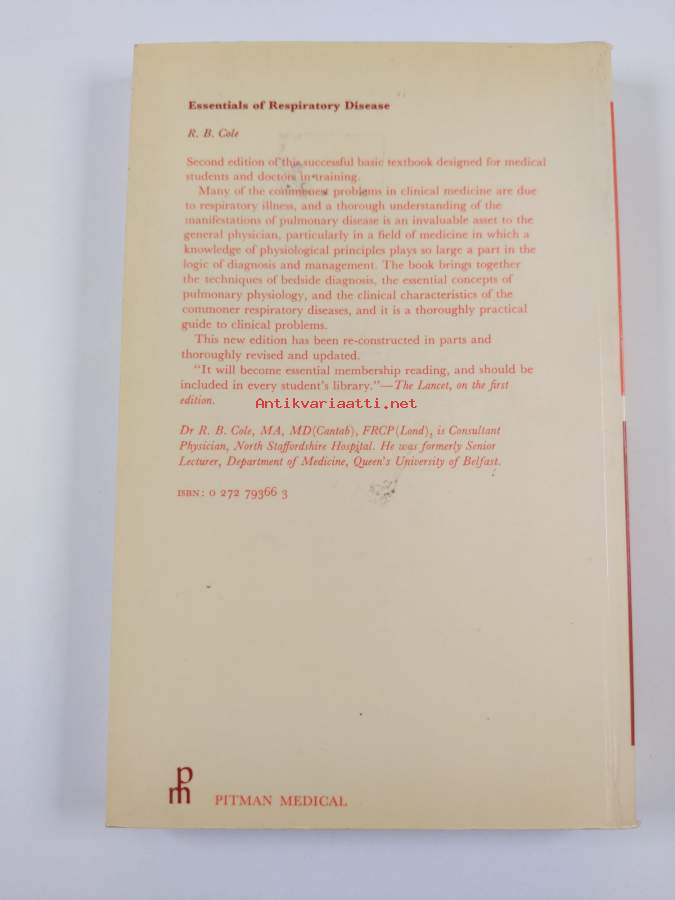 Essentials of Respiratory Disease
R. B. Cole
Second edition of this successful basic textbook designed for medical
students and doctors in training.
Many of the commonest problems in clinical medicine are due
to respiratory illness, and a thorough understanding of the
manifestations of pulmonary disease is an invaluable asset to the
general physician, particularly in a field of medicine in which a
knowledge of physiological principles plays so large a part in the
logic of diagnosis and management. The book brings together
the techniques of bedside diagnosis, the essential concepts of
pulmonary physiology, and the clinical characteristics of the
commoner respiratory diseases, and it is a thoroughly practical
guide to clinical problems.
This new edition has been re-constructed in parts and
thoroughly revised and updated.
“It will become essential membership reading, and should be
included in every student’s library.”—The Lancet, on the first
edition.
Antikvariaatti.net
Dr R. B. Cole, MA, MD(Cantab), FRCP(Lond), is Consultant
Physician, North Staffordshire Hospital. He was formerly Senior
Lecturer, Department of Medicine, Queen’s University of Belfast.
ISBN: 0 272 79366 3
pm
PITMAN MEDICAL